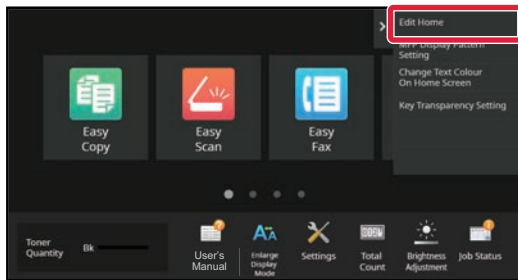 Edit Home
MFP Display Pattern
Setting
Change Text Colour
On Home Screen
Key Transparency Setting
Easy
Copy
Easy
Scan
Easy
Fax
Toner
Quantity
Bk
User's
Manual
Enlarge
Display
Mode
Settings
Total
Count
Brightness
Adjustment
Job Status